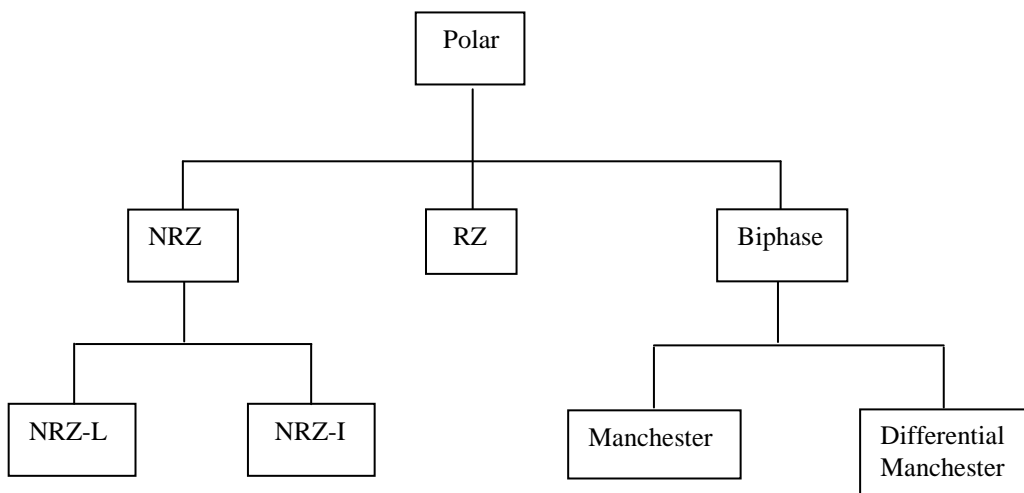 Polar
NRZ
RZ
Biphase
NRZ-L
NRZ-I
Manchester
Differential
Manchester